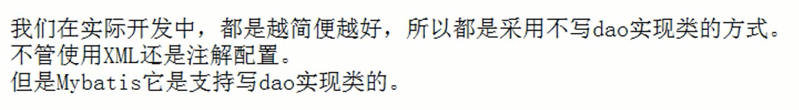 我们在实际开发中，都是越简便越好，所以都是采用不写dao实现类的方式。
不管使用XML还是注解配置。
但是Mybatis它是支持写dao实现类的。